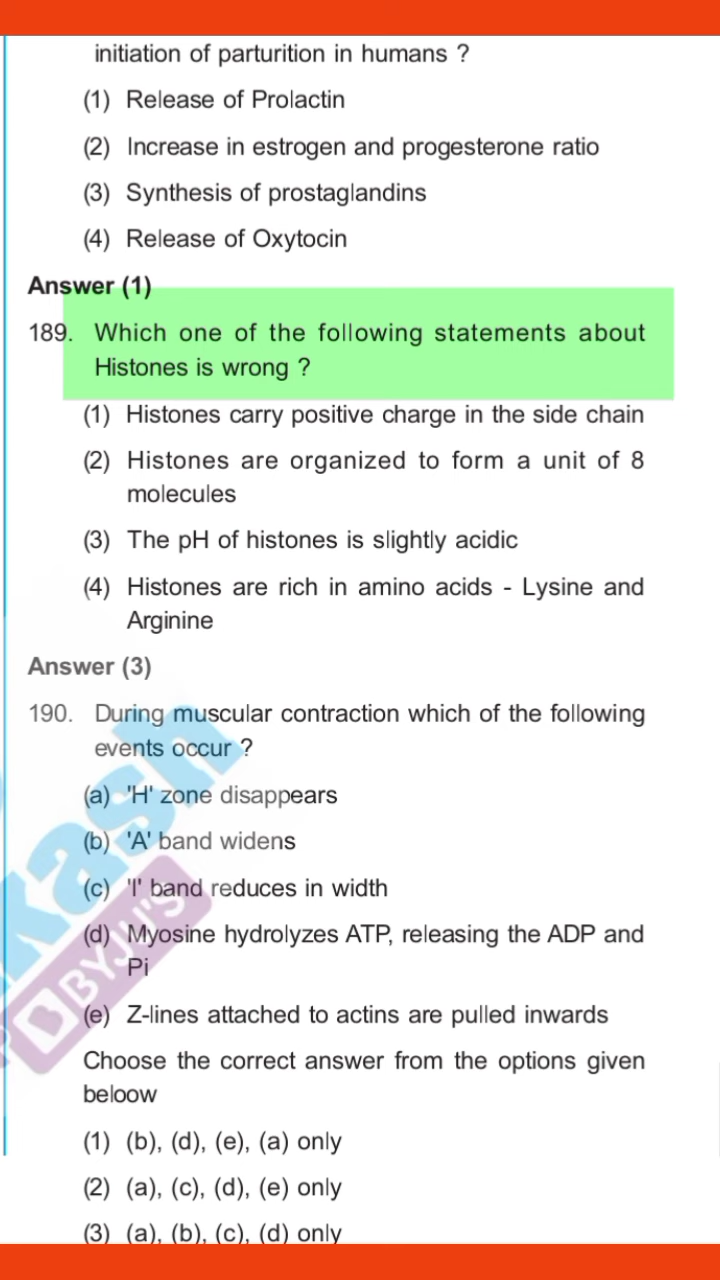 initiation of parturition in humans ?
(1) Release of Prolactin
(2) Increase in estrogen and progesterone ratio
(3) Synthesis of prostaglandins
(4) Release of Oxytocin
Answer (1)
189. Which one of the following statements about
Histones is wrong ?
(1) Histones carry positive charge in the side chain
(2) Histones are organized to form a unit of 8
molecules
(3) The pH of histones is slightly acidic
(4) Histones are rich in amino acids - Lysine and
Arginine
Answer (3)
190. During muscular contraction which of the following
events occur ?
(a) 'H' zone disappears
(b) 'A' band widens
(c) 'I' band reduces in width
(d) Myosine hydrolyzes ATP, releasing the ADP and
Pi
(e) Z-lines attached to actins are pulled inwards
Choose the correct answer from the options given
beloow
(1) (b), (d), (e), (a) only
(2) (a), (c), (d), (e) only
(3) (a), (b), (c), (d) only
kash
BYJU'S